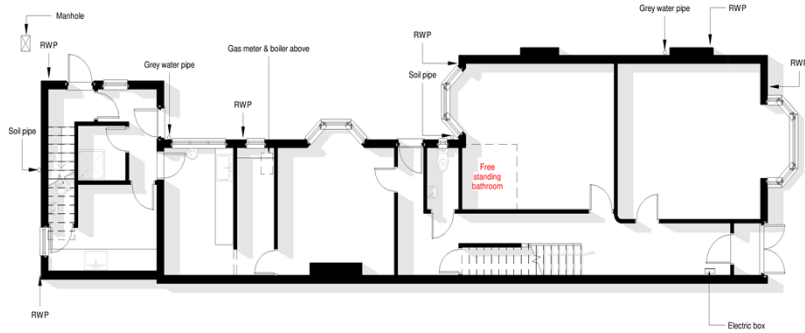 Manhole
RWP
Grey water pipe
Gas meter & boiler above
RWP
Soil pipe
RWP
Soil pipe
Grey water pipe
RWP
RWP
Free
standing
bathroom
RWP
Electric box